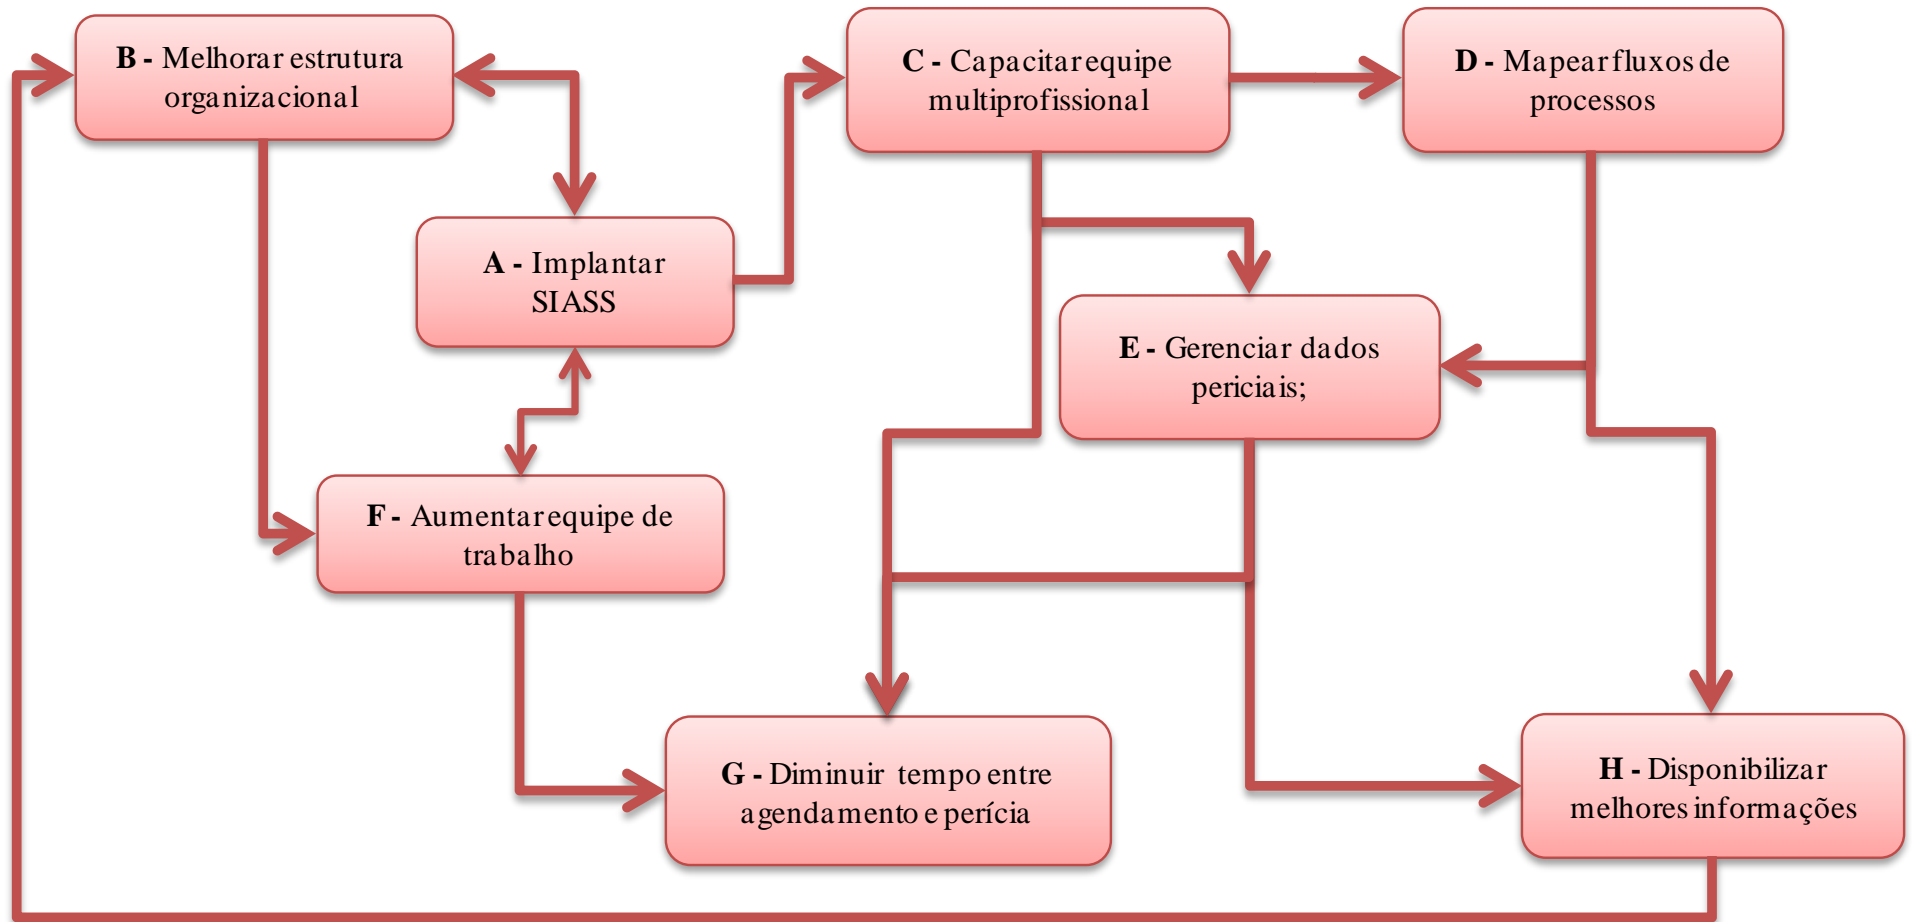 B - Melhorar estrutura
organizacional
C - Capacitar equipe
multiprofissional
D - Mapear fluxos de
processos
A - Implantar
SIASS
E - Gerenciar dados
periciais;
F - Aumentar equipe de
trabalho
G - Diminuir tempo entre
agendamento e perícia
H - Disponibilizar
melhores informações